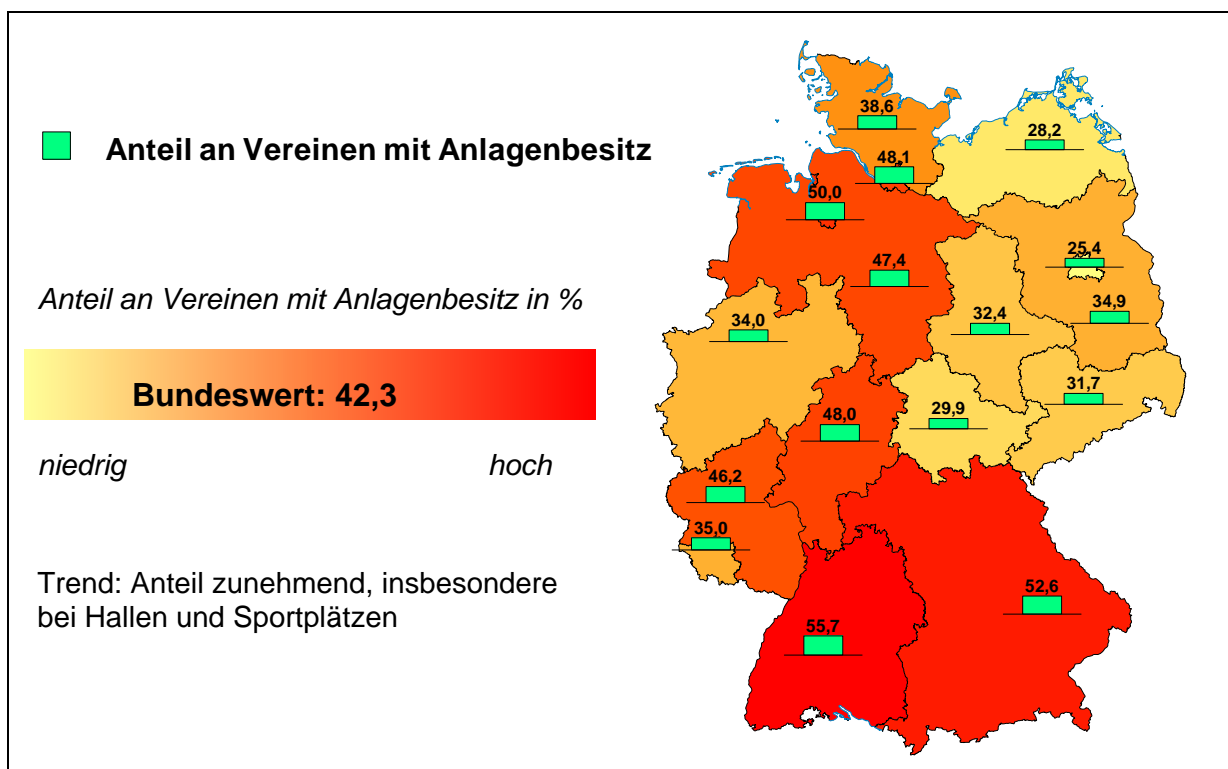 Anteil an Vereinen mit Anlagenbesitz
Anteil an Vereinen mit Anlagenbesitz in %
Bundeswert: 42,3
niedrig hoch
Trend: Anteil zunehmend, insbesondere
bei Hallen und Sportplätzen
38,6
28,2
48,1
50,0
25,4
47,4
34,9
32,4
34,0
31,7
29,9
48,0
46,2
35,0
52,6
55,7